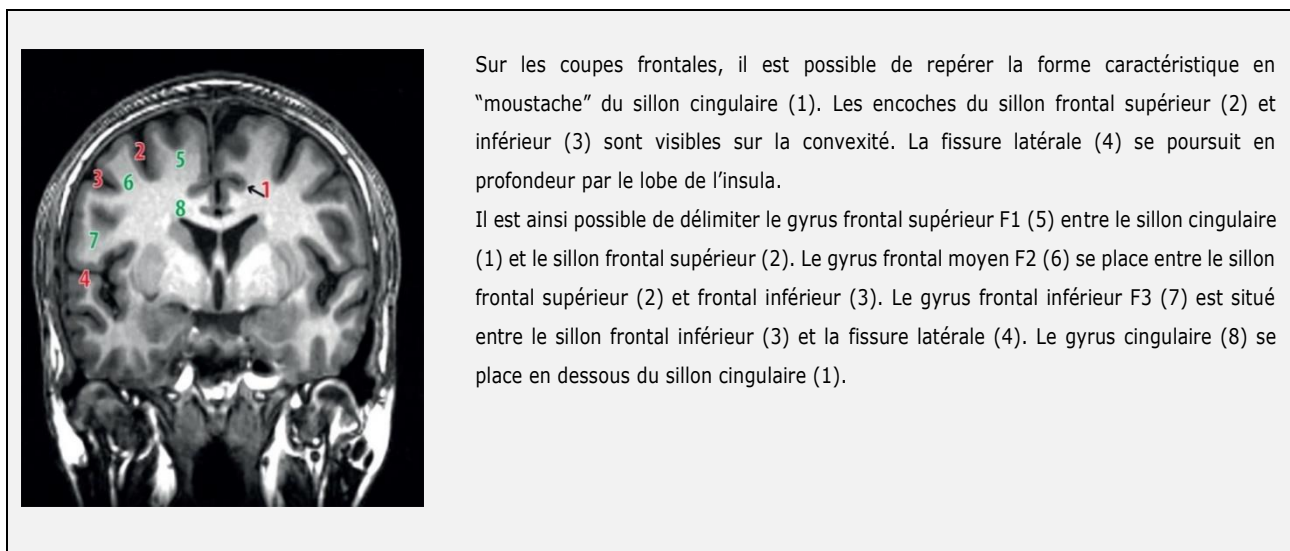 2
5
3
6
1
8
7
4
Sur les coupes frontales, il est possible de repérer la forme caractéristique en
“moustache” du sillon cingulaire (1). Les encoches du sillon frontal supérieur (2) et
inférieur (3) sont visibles sur la convexité. La fissure latérale (4) se poursuit en
profondeur par le lobe de l’insula.
Il est ainsi possible de délimiter le gyrus frontal supérieur F1 (5) entre le sillon cingulaire
(1) et le sillon frontal supérieur (2). Le gyrus frontal moyen F2 (6) se place entre le sillon
frontal supérieur (2) et frontal inférieur (3). Le gyrus frontal inférieur F3 (7) est situé
entre le sillon frontal inférieur (3) et la fissure latérale (4). Le gyrus cingulaire (8) se
place en dessous du sillon cingulaire (1).